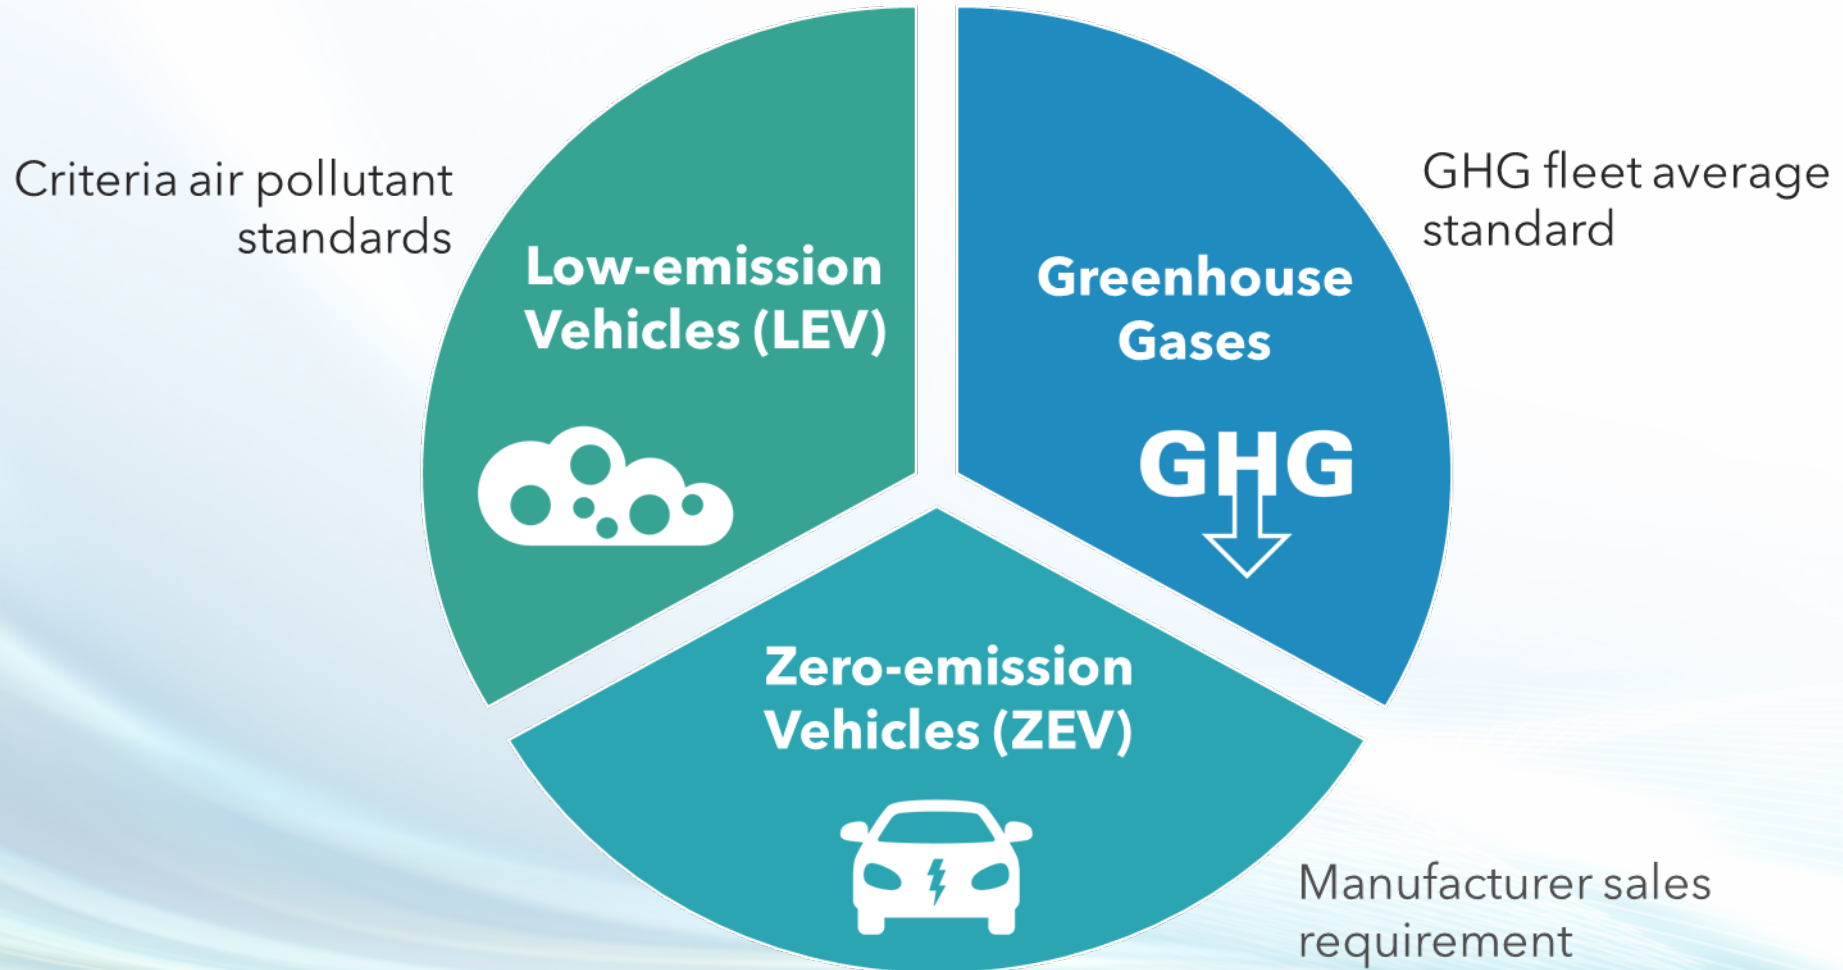 Criteria air pollutant
standards
Low-emission
Vehicles (LEV)
GHG fleet average
standard
Greenhouse
Gases
GHG
Zero-emission
Vehicles (ZEV)
Manufacturer sales
requirement